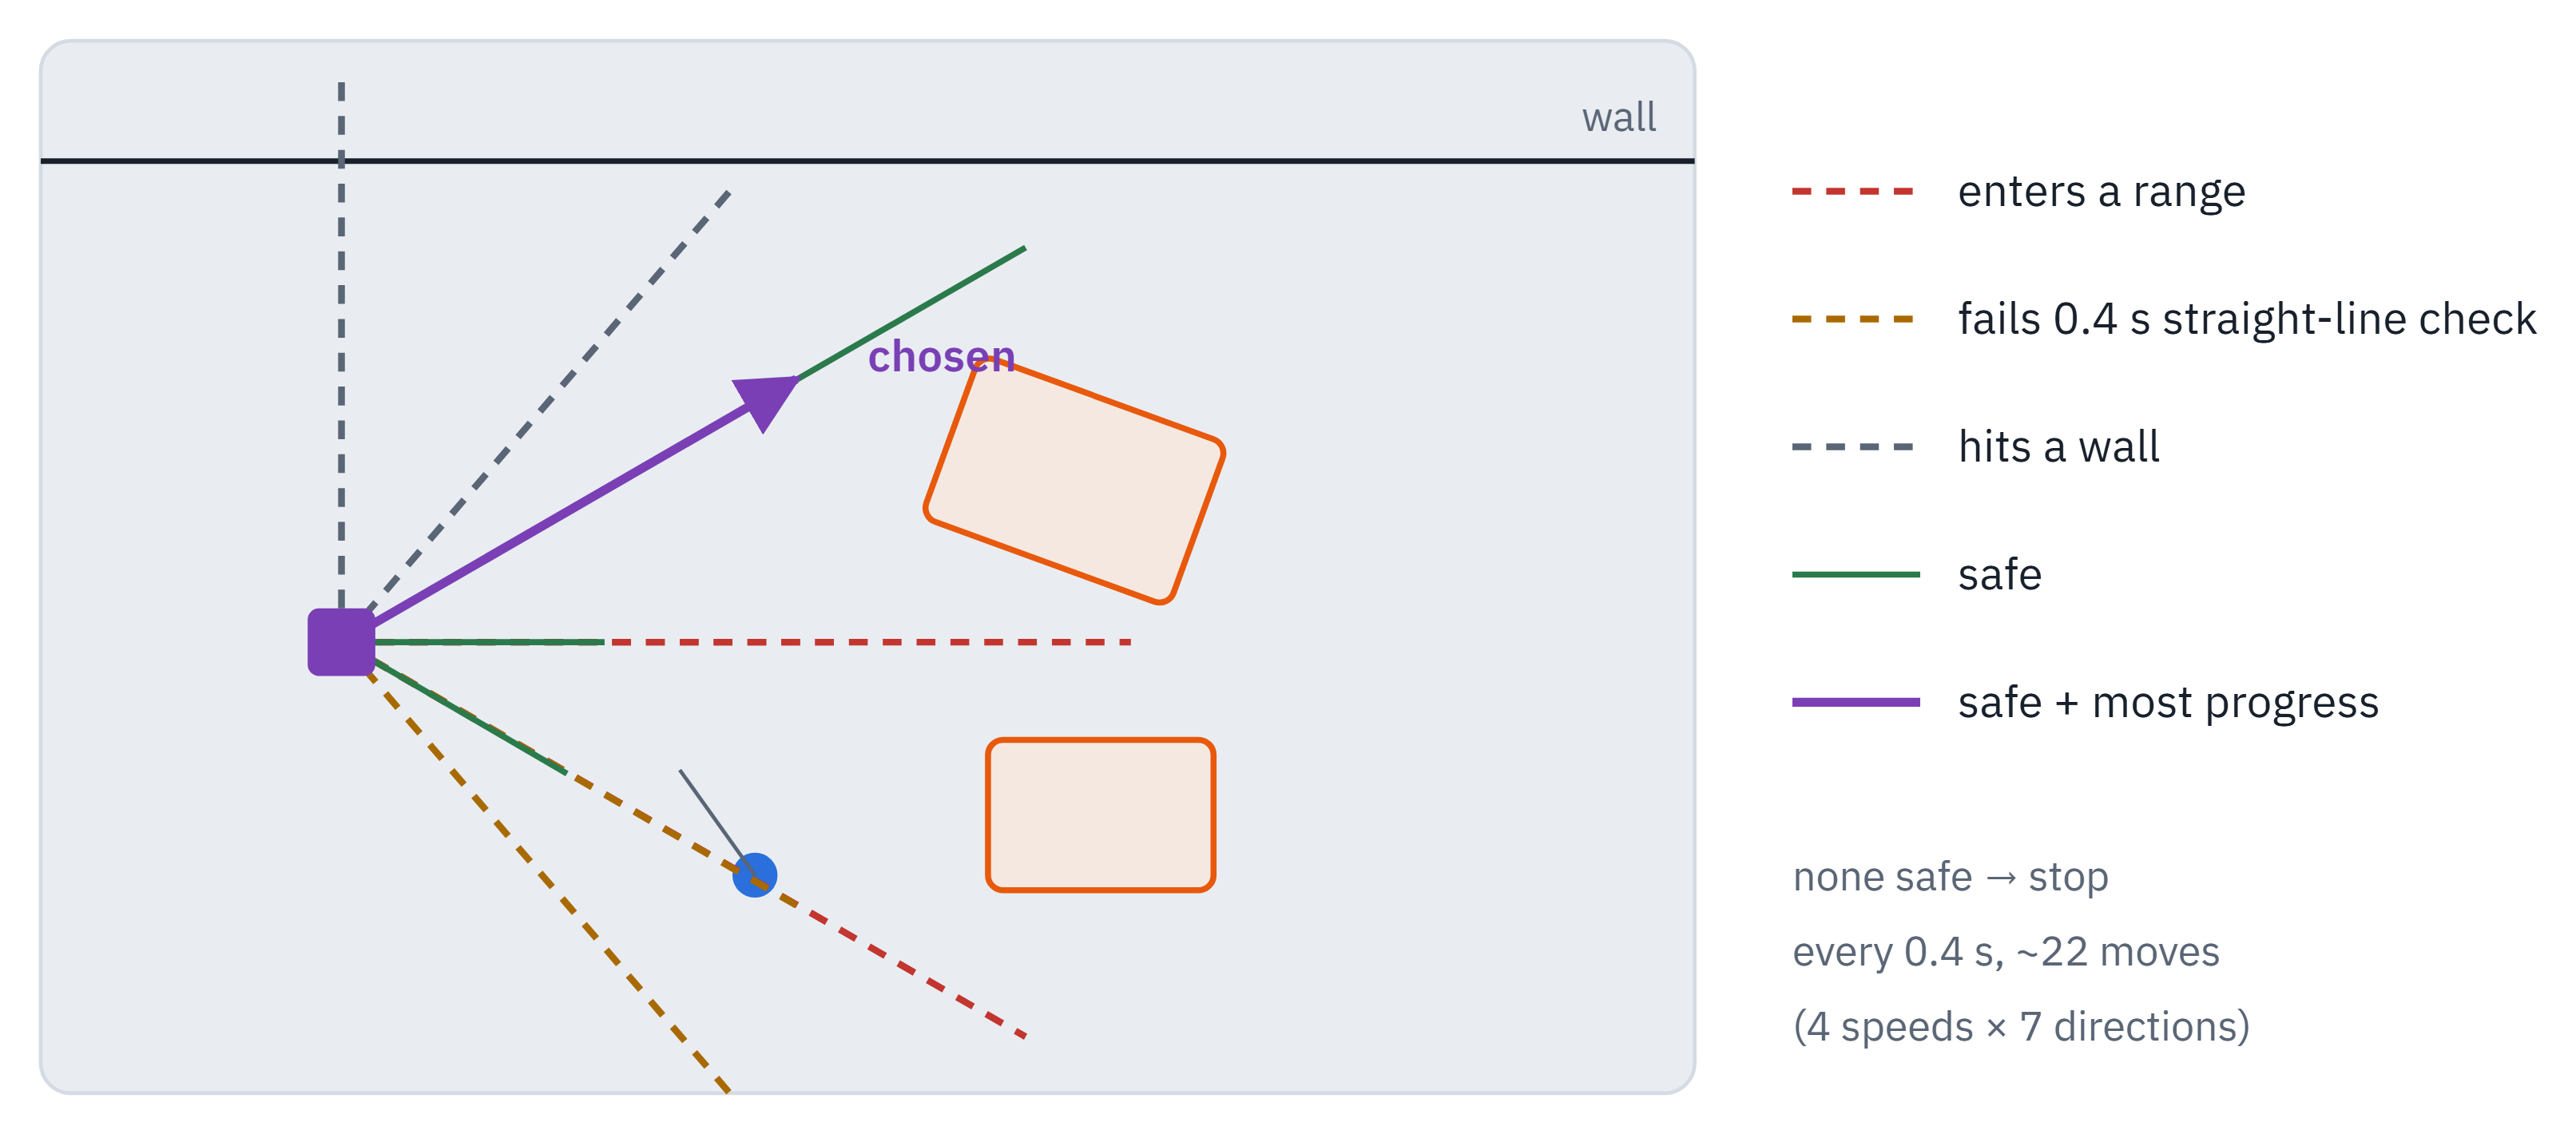 wall
chosen
enters a range
fails 0.4 s straight-line check
hits a wall
safe
safe + most progress
none safe → stop
every 0.4 s, ~22 moves
(4 speeds × 7 directions)